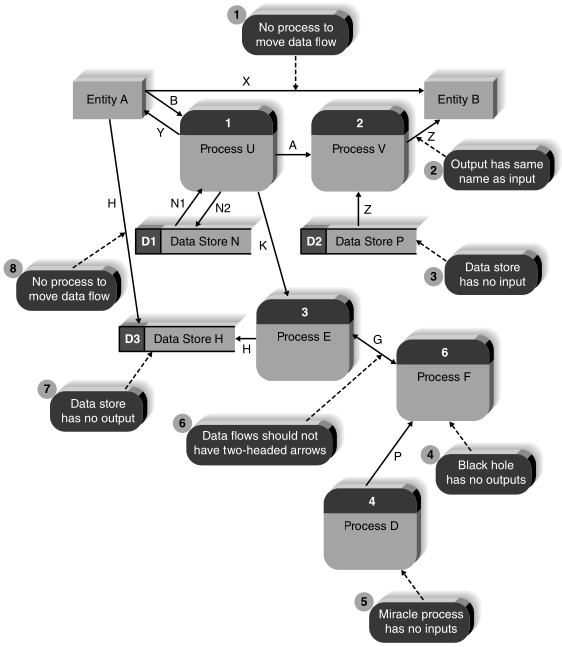 1
No process to
move data flow
X
Entity A
B
Y
Entity B
1
Process U
A
2
Process V
Z
2
Output has same
name as input
H
N1
N2
Z
D1
Data Store N
K
D2
Data Store P
8
No process to
move data flow
3
Data store
has no input
D3
Data Store H
H
3
Process E
G
6
Process F
7
Data store
has no output
6
Data flows should not
have two-headed arrows
P
4
Black hole
has no outputs
4
Process D
5
Miracle process
has no inputs